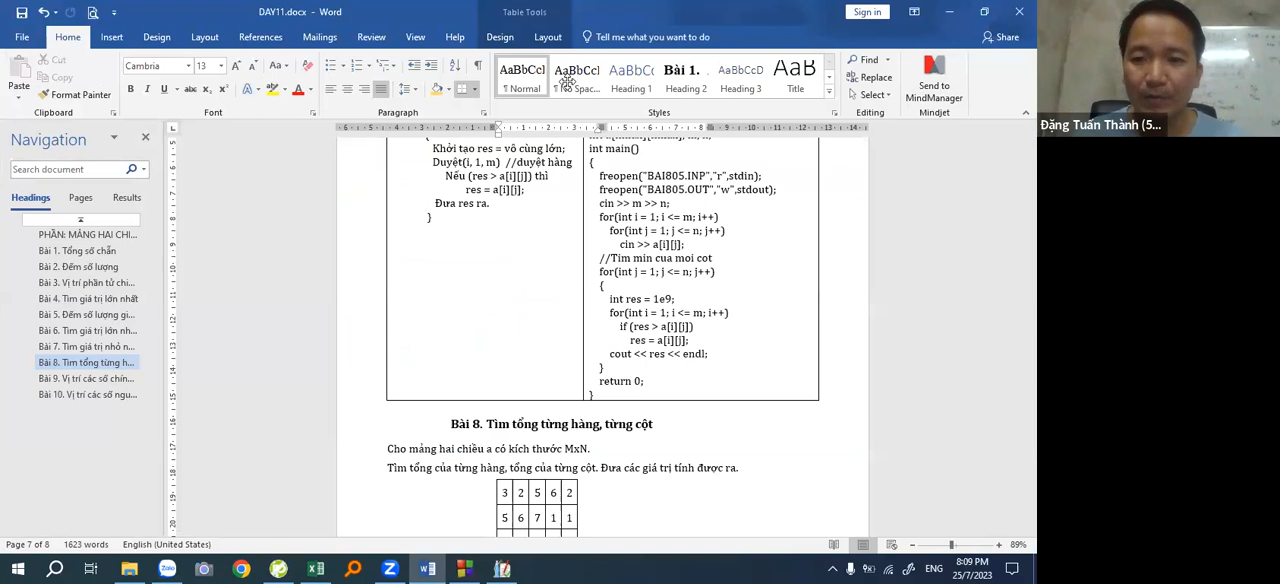 DAY11.docx - Word
Table Tools
Sign in
File
Home
Insert
Design
Layout
References
Mailings
Review
View
Help
Design
Layout
Tell me what you want to do
Share
Paste
Cut
Copy
Format Painter
Clipboard
Cambria
13
Font
Paragraph
AaBbCcI
¶ Normal
AaBbCcI
Heading 1
AaBbCc
Bài 1.
Heading 2
AaBbCcD
Heading 3
AaB
Title
Styles
Find
Replace
Select
Editing
Send to
MindManager
Mindjet
Đặng Tuấn Thành (5...
Navigation
Search document
Headings
Pages
Results
PHẦN: MẢNG HAI CHI...
Bài 1. Tổng số chẵn
Bài 2. Đếm số lượng
Bài 3. Vị trí phần tử chi...
Bài 4. Tìm giá trị lớn nhất
Bài 5. Đếm số lượng gi...
Bài 6. Tìm giá trị lớn nh...
Bài 7. Tìm giá trị nhỏ n...
Bài 8. Tìm tổng từng h...
Bài 9. Vị trí các số chín...
Bài 10. Vị trí các số ngu...
Khởi tạo res = vô cùng lớn;
Duyệt(i, 1, m) //duyệt hàng
Nếu (res > a[i][j]) thì
res = a[i][j];
Đưa res ra.
}
int main()
{
freopen("BAI805.INP","r",stdin);
freopen("BAI805.OUT","w",stdout);
cin >> m >> n;
for(int i = 1; i <= m; i++)
for(int j = 1; j <= n; j++)
cin >> a[i][j];
//Tim min cua moi cot
for(int j = 1; j <= n; j++)
{
int res = 1e9;
for(int i = 1; i <= m; i++)
if (res > a[i][j])
res = a[i][j];
cout << res << endl;
}
return 0;
}
Bài 8. Tìm tổng từng hàng, từng cột
Cho mảng hai chiều a có kích thước MxN.
Tìm tổng của từng hàng, tổng của từng cột. Đưa các giá trị tính được ra.
3 2 5 6 2
5 6 7 1 1
Page 7 of 8
1623 words
English (United States)
89%
ENG
8:09 PM
25/7/2023